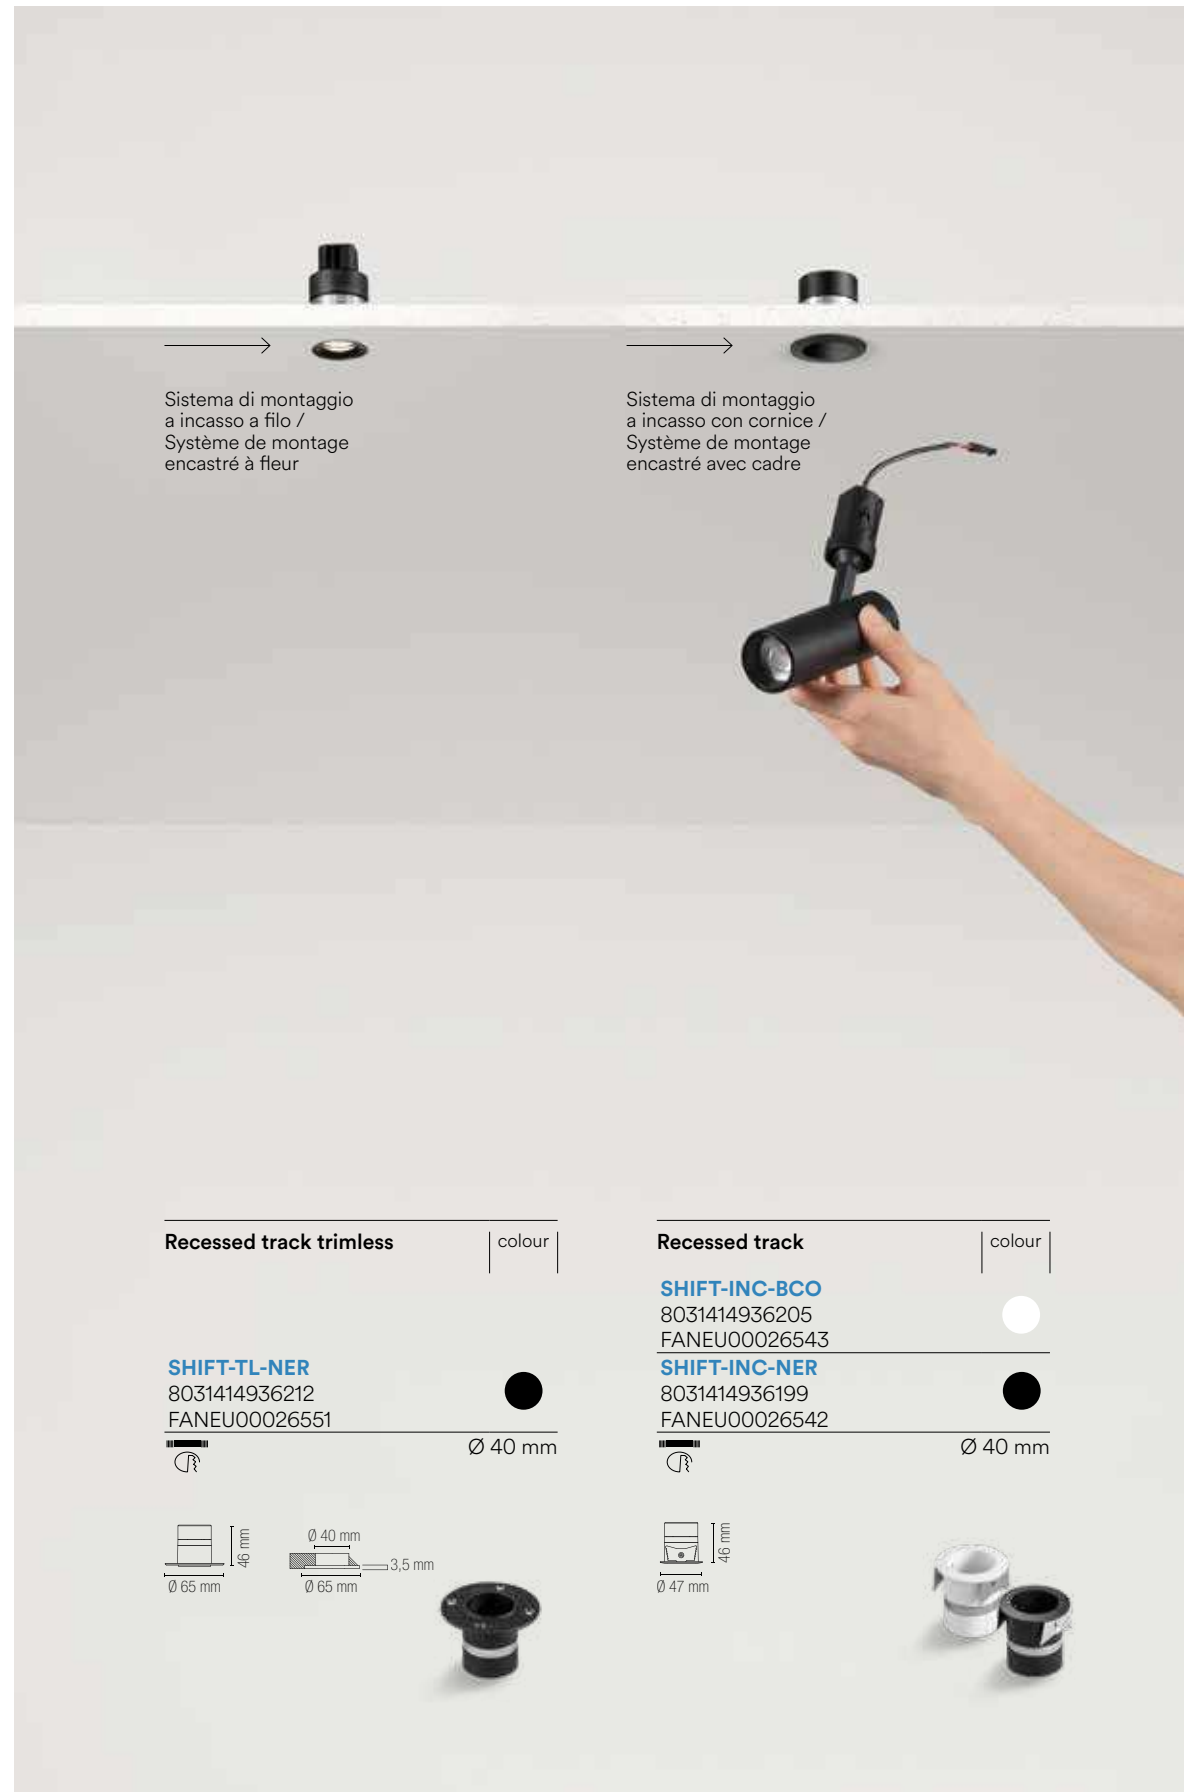 Sistema di montaggio
a incasso a filo /
Système de montage
encastré à fleur
Sistema di montaggio
a incasso con cornice /
Système de montage
encastré avec cadre
Recessed track trimless
colour
SHIFT-TL-NER
8031414936212
FANEU00026551
Ø 40 mm
46 mm
Ø 65 mm
Ø 40 mm
3,5 mm
Ø 65 mm
Recessed track
colour
SHIFT-INC-BCO
8031414936205
FANEU00026543
SHIFT-INC-NER
8031414936199
FANEU00026542
Ø 40 mm
46 mm
Ø 47 mm